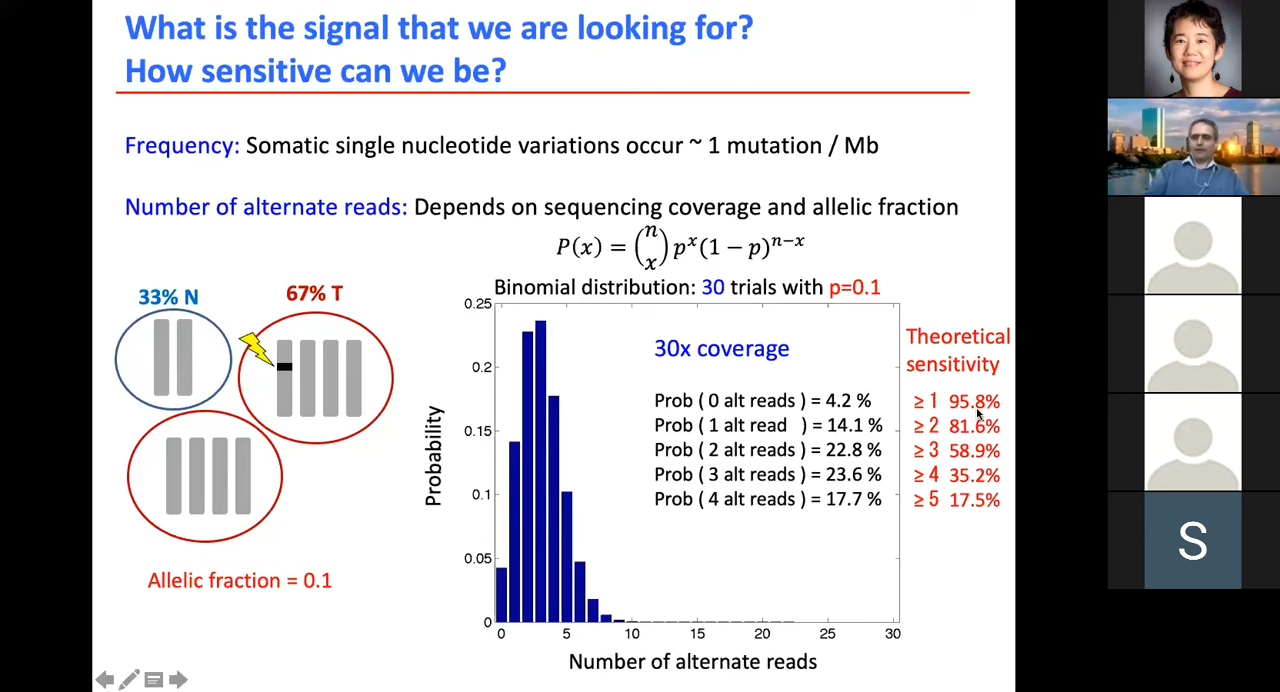 What is the signal that we are looking for?
How sensitive can we be?
Frequency: Somatic single nucleotide variations occur ~ 1 mutation / Mb
Number of alternate reads: Depends on sequencing coverage and allelic fraction
P(x) = (n x) p^x (1 − p)^{n−x}
33% N
67% T
Allelic fraction = 0.1
Binomial distribution: 30 trials with p=0.1
30x coverage
Theoretical
sensitivity
Prob ( 0 alt reads ) = 4.2 % ≥ 1 95.8%
Prob ( 1 alt read ) = 14.1 % ≥ 2 81.6%
Prob ( 2 alt reads ) = 22.8 % ≥ 3 58.9%
Prob ( 3 alt reads ) = 23.6 % ≥ 4 35.2%
Prob ( 4 alt reads ) = 17.7 % ≥ 5 17.5%
Probability
0.25
0.2
0.15
0.1
0.05
0
0 5 10 15 20 25 30
Number of alternate reads
S